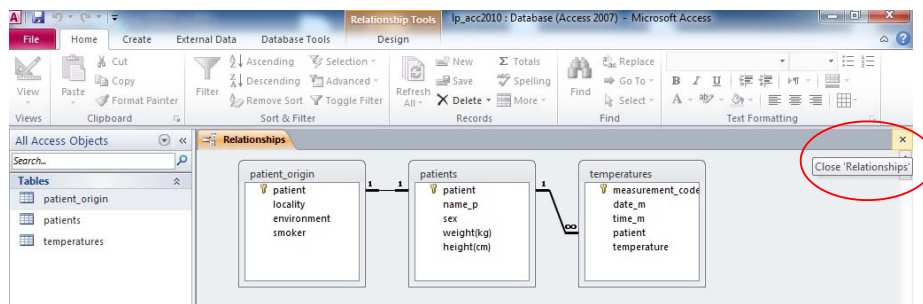 Relationship Tools lp_acc2010 : Database (Access 2007) - Microsoft Access
File Home Create External Data Database Tools Design
View
Views
Paste
Cut
Copy
Format Painter
Clipboard
Filter
Ascending
Descending
Remove Sort
Selection
Advanced
Toggle Filter
Sort & Filter
Refresh
All
New
Save
Delete
Totals
Spelling
More
Records
Find
Replace
Go To
Select
Find
B I U
A
Text Formatting
All Access Objects
Search...
Tables
patient_origin
patients
temperatures
Relationships
Close 'Relationships'
patient_origin
patient
locality
environment
smoker
1 1
patients
patient
name_p
sex
weight(kg)
height(cm)
1 ∞
temperatures
measurement_code
date_m
time_m
patient
temperature